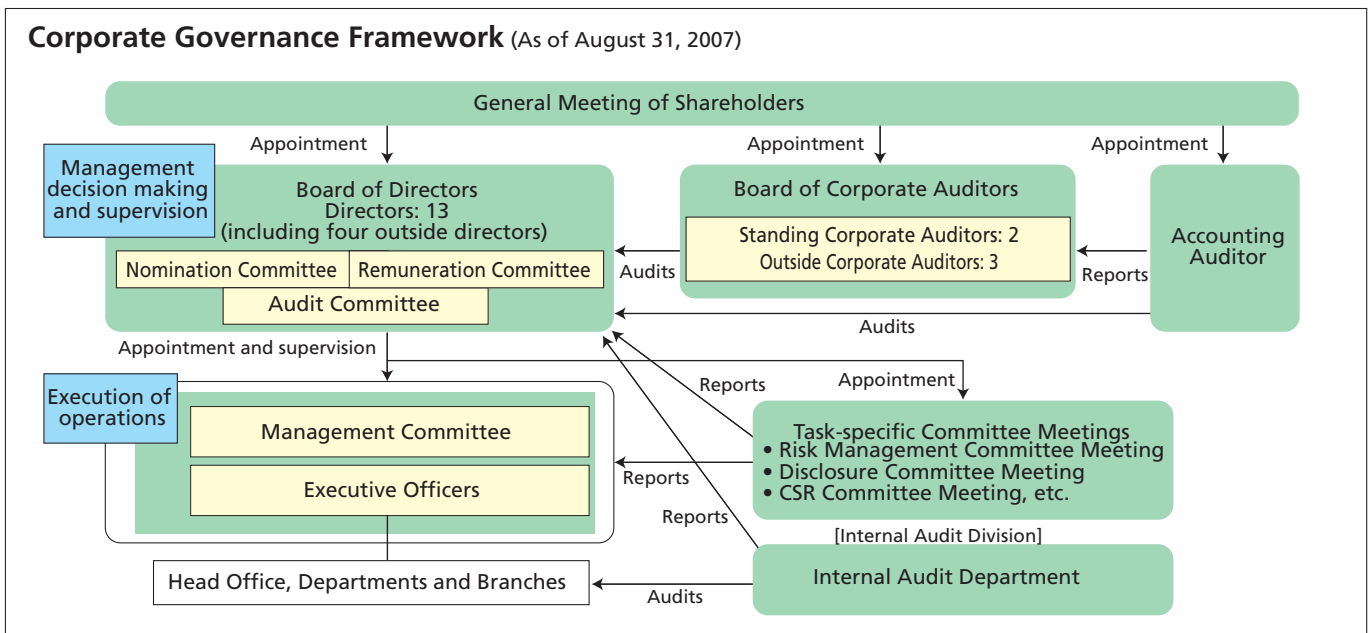 Corporate Governance Framework (As of August 31, 2007)
General Meeting of Shareholders
Appointment
Appointment
Appointment
Management
decision making
and supervision
Board of Directors
Directors: 13
(including four outside directors)
Nomination Committee
Remuneration Committee
Audit Committee
Board of Corporate Auditors
Standing Corporate Auditors: 2
Outside Corporate Auditors: 3
Accounting
Auditor
Audits
Reports
Audits
Appointment and supervision
Appointment
Reports
Execution of
operations
Management Committee
Executive Officers
Task-specific Committee Meetings
• Risk Management Committee Meeting
• Disclosure Committee Meeting
• CSR Committee Meeting, etc.
Reports
Reports
[Internal Audit Division]
Internal Audit Department
Head Office, Departments and Branches
Audits